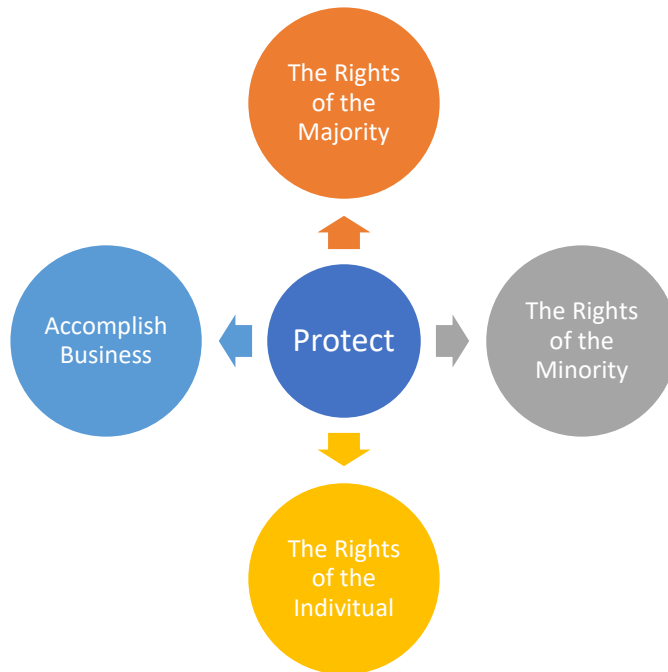 The Rights
of the
Majority
Accomplish
Business
Protect
The Rights
of the
Minority
The Rights
of the
Indivitual